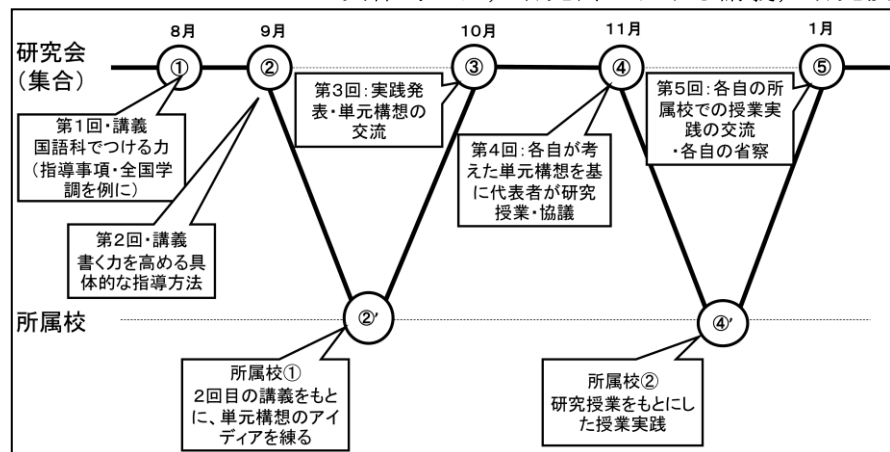 8月
9月
10月
11月
1月
研究会
(集合)
①
②
③
④
⑤
第1回・講義
国語科でつける力
(指導事項・全国学
調を例に)
第2回・講義
書く力を高める具
体的な指導方法
第3回:実践発
表・単元構想の
交流
第4回:各自が考
えた単元構想を基
に代表者が研究
授業・協議
第5回:各自の所
属校での授業実
践の交流
・各自の省察
所属校
②'
④'
所属校①
2回目の講義をもと
に、単元構想のアイ
ディアを練る
所属校②
研究授業をもとにし
た授業実践